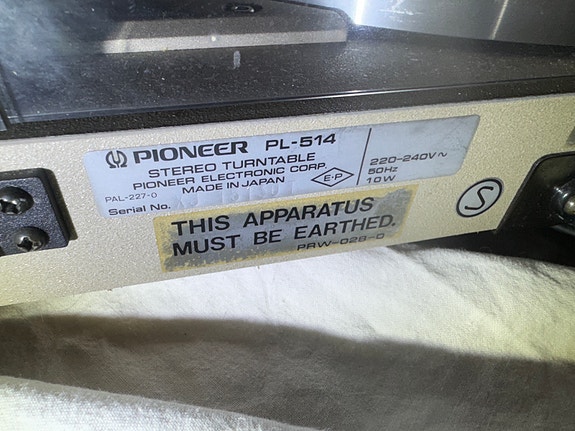 PIONEER PL-514
STEREO TURNTABLE
PIONEER ELECTRONIC CORP.
MADE IN JAPAN
PAL-227-0
Serial No.
E-P
220-240V~
50Hz
10W
S
THIS APPARATUS
MUST BE EARTHED.
PRW-028-0